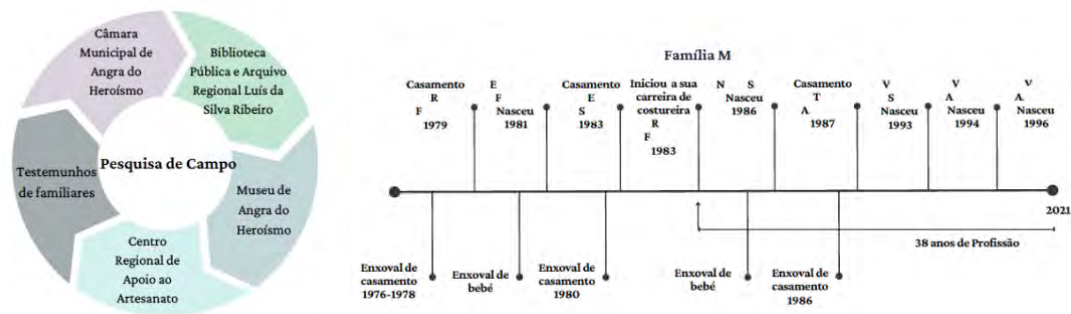 Câmara
Municipal de
Angra do
Heroísmo
Biblioteca
Pública e Arquivo
Regional Luís da
Silva Ribeiro
Pesquisa de Campo
Testemunhos
de familiares
Museu de
Angra do
Heroísmo
Centro
Regional de
Apoio ao
Artesanato
Família M
Casamento
R
F
1979
E
F
Nasceu
1981
Casamento
E
S
1983
Iniciou a sua
carreira de
costureira
R
F
1983
N S
Nasceu
1986
Casamento
T
A
1987
V
S
Nasceu
1993
V
A
Nasceu
1994
V
A
Nasceu
1996
2021
38 anos de Profissão
Enxoval de
casamento
1976-1978
Enxoval de
bebé
Enxoval de
casamento
1980
Enxoval de
bebé
Enxoval de
casamento
1986